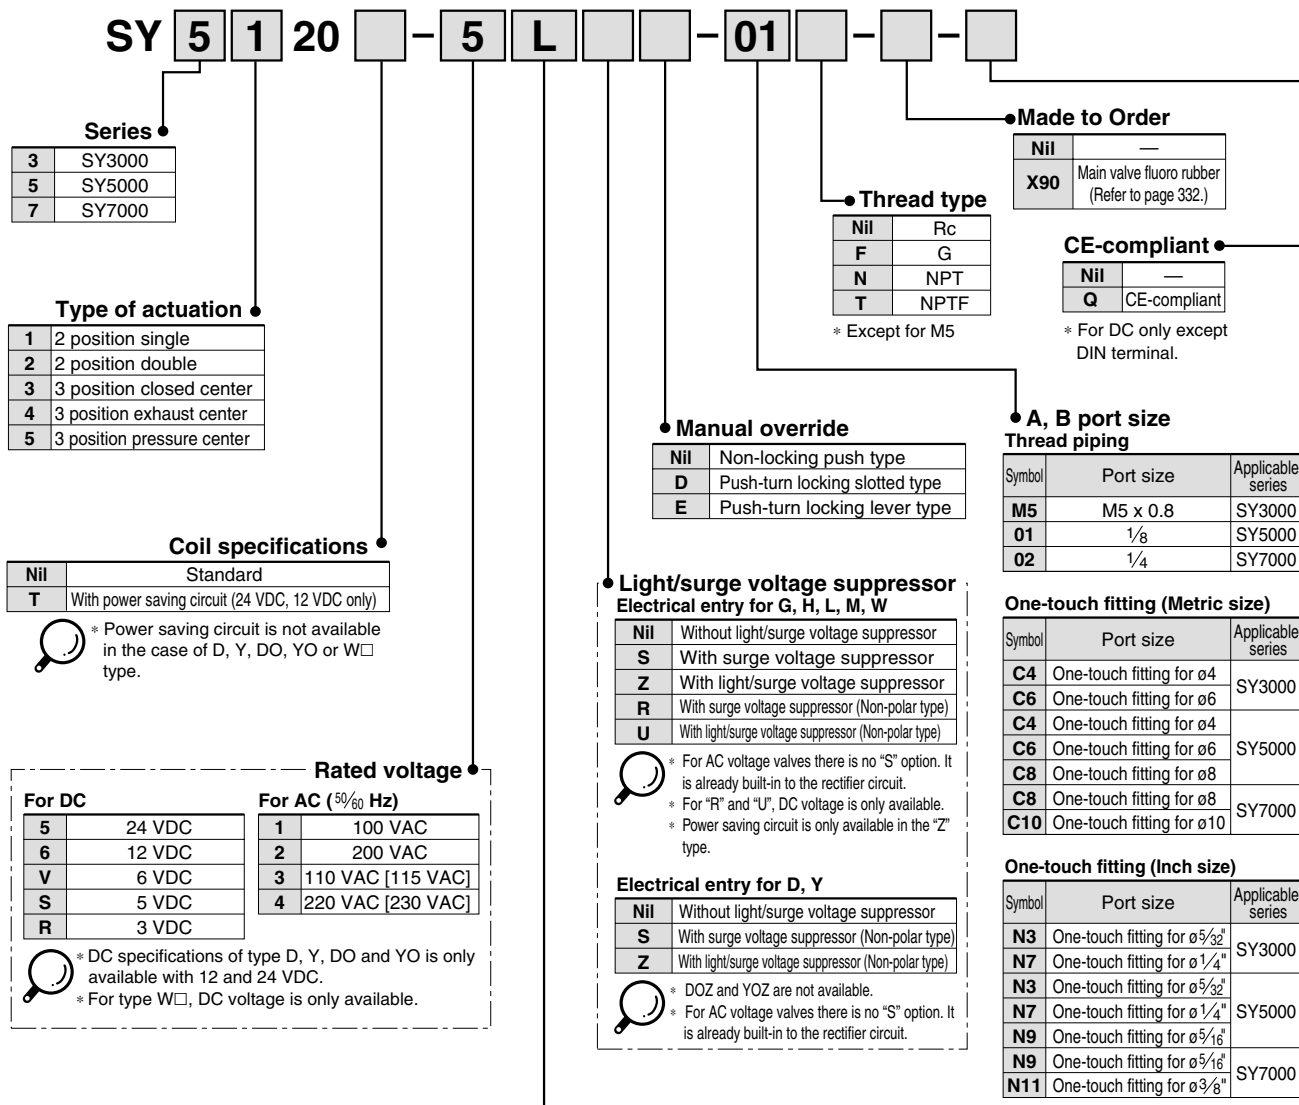 SY 5 1 20 – 5 L – 01 – –
Series
3 SY3000
5 SY5000
7 SY7000
Type of actuation
1 2 position single
2 2 position double
3 3 position closed center
4 3 position exhaust center
5 3 position pressure center
Coil specifications
Nil Standard
T With power saving circuit (24 VDC, 12 VDC only)
* Power saving circuit is not available
in the case of D, Y, DO, YO or W□
type.
Rated voltage
For DC
5 24 VDC
6 12 VDC
V 6 VDC
S 5 VDC
R 3 VDC
For AC (50/60 Hz)
1 100 VAC
2 200 VAC
3 110 VAC [115 VAC]
4 220 VAC [230 VAC]
* DC specifications of type D, Y, DO and YO is only
available with 12 and 24 VDC.
* For type W□, DC voltage is only available.
Light/surge voltage suppressor
Electrical entry for G, H, L, M, W
Nil Without light/surge voltage suppressor
S With surge voltage suppressor
Z With light/surge voltage suppressor
R With surge voltage suppressor (Non-polar type)
U With light/surge voltage suppressor (Non-polar type)
* For AC voltage valves there is no “S” option. It
is already built-in to the rectifier circuit.
* For “R” and “U”, DC voltage is only available.
* Power saving circuit is only available in the “Z”
type.
Electrical entry for D, Y
Nil Without light/surge voltage suppressor
S With surge voltage suppressor (Non-polar type)
Z With light/surge voltage suppressor (Non-polar type)
* DOZ and YOZ are not available.
* For AC voltage valves there is no “S” option. It
is already built-in to the rectifier circuit.
Manual override
Nil Non-locking push type
D Push-turn locking slotted type
E Push-turn locking lever type
Thread type
Nil Rc
F G
N NPT
T NPTF
* Except for M5
Made to Order
Nil —
X90 Main valve fluoro rubber
(Refer to page 332.)
CE-compliant
Nil —
Q CE-compliant
* For DC only except
DIN terminal.
A, B port size
Thread piping
Symbol Port size Applicable series
M5 M5 x 0.8 SY3000
01 1/8 SY5000
02 1/4 SY7000
One-touch fitting (Metric size)
Symbol Port size Applicable series
C4 One-touch fitting for ø4 SY3000
C6 One-touch fitting for ø6
C4 One-touch fitting for ø4
C6 One-touch fitting for ø6 SY5000
C8 One-touch fitting for ø8
C8 One-touch fitting for ø8 SY7000
C10 One-touch fitting for ø10
One-touch fitting (Inch size)
Symbol Port size Applicable series
N3 One-touch fitting for ø5/32" SY3000
N7 One-touch fitting for ø1/4"
N3 One-touch fitting for ø5/32"
N7 One-touch fitting for ø1/4" SY5000
N9 One-touch fitting for ø5/16"
N9 One-touch fitting for ø5/16" SY7000
N11 One-touch fitting for ø3/8"